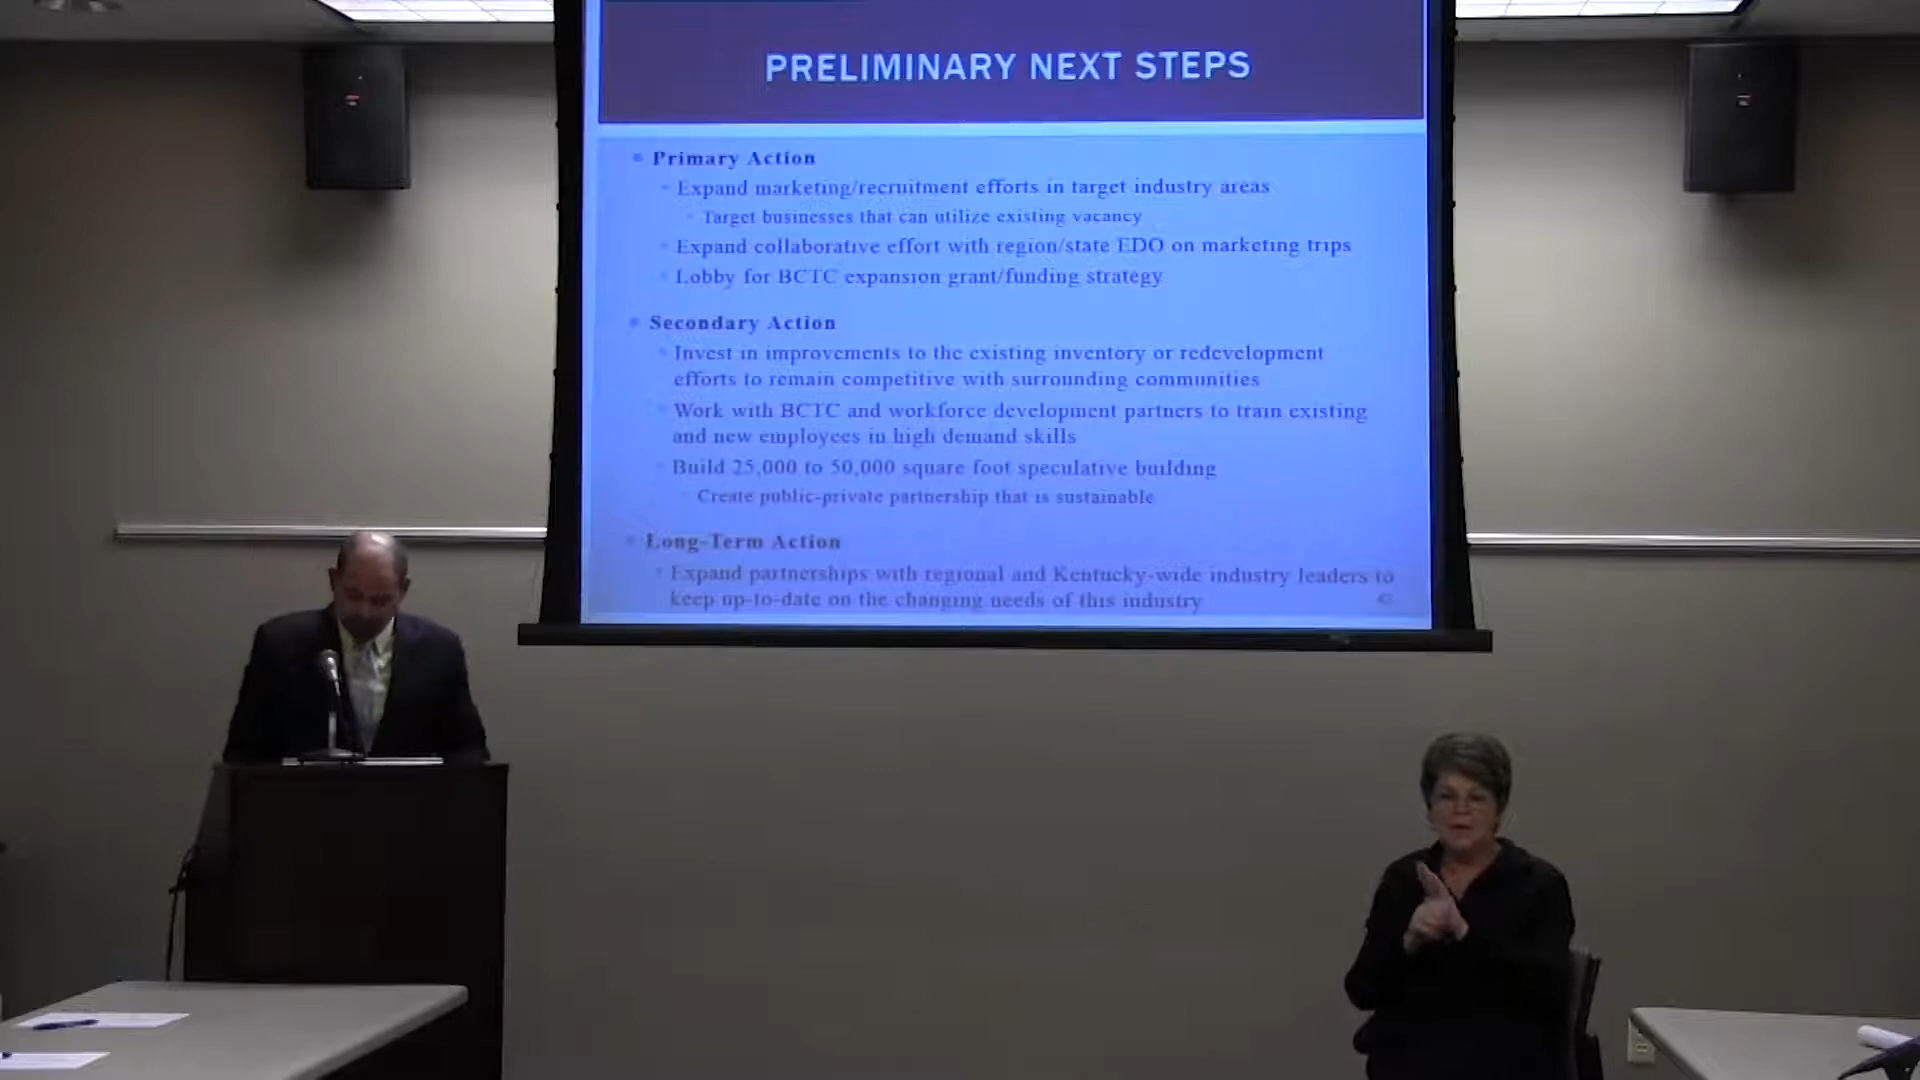 PRELIMINARY NEXT STEPS
Primary Action
Expand marketing/recruitment efforts in target industry areas
Target businesses that can utilize existing vacancy
Expand collaborative effort with region/state EDO on marketing trips
Lobby for BCTC expansion grant/funding strategy
Secondary Action
Invest in improvements to the existing inventory or redevelopment
efforts to remain competitive with surrounding communities
Work with BCTC and workforce development partners to train existing
and new employees in high demand skills
Build 25,000 to 50,000 square foot speculative building
Create public-private partnership that is sustainable
Long-Term Action
Expand partnerships with regional and Kentucky-wide industry leaders to
keep up-to-date on the changing needs of this industry